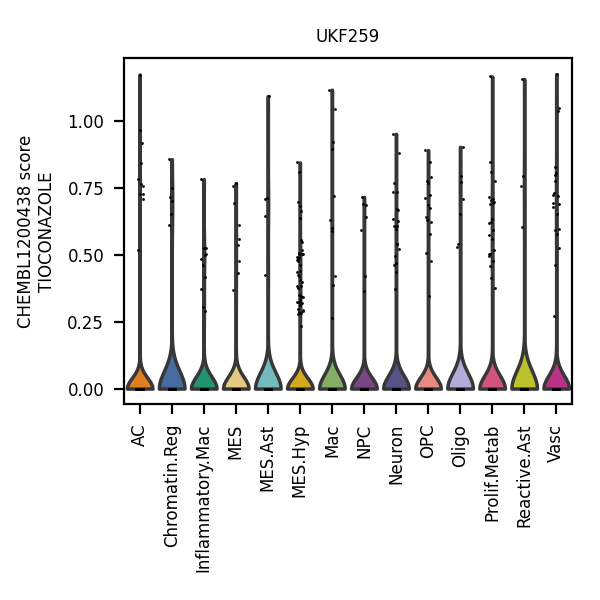 UKF259
CHEMBL1200438 score
TIOCONAZOLE
1.00
0.75
0.50
0.25
0.00
AC
Chromatin.Reg
Inflammatory.Mac
MES
MES.Ast
MES.Hyp
Mac
NPC
Neuron
OPC
Oligo
Prolif.Metab
Reactive.Ast
Vasc